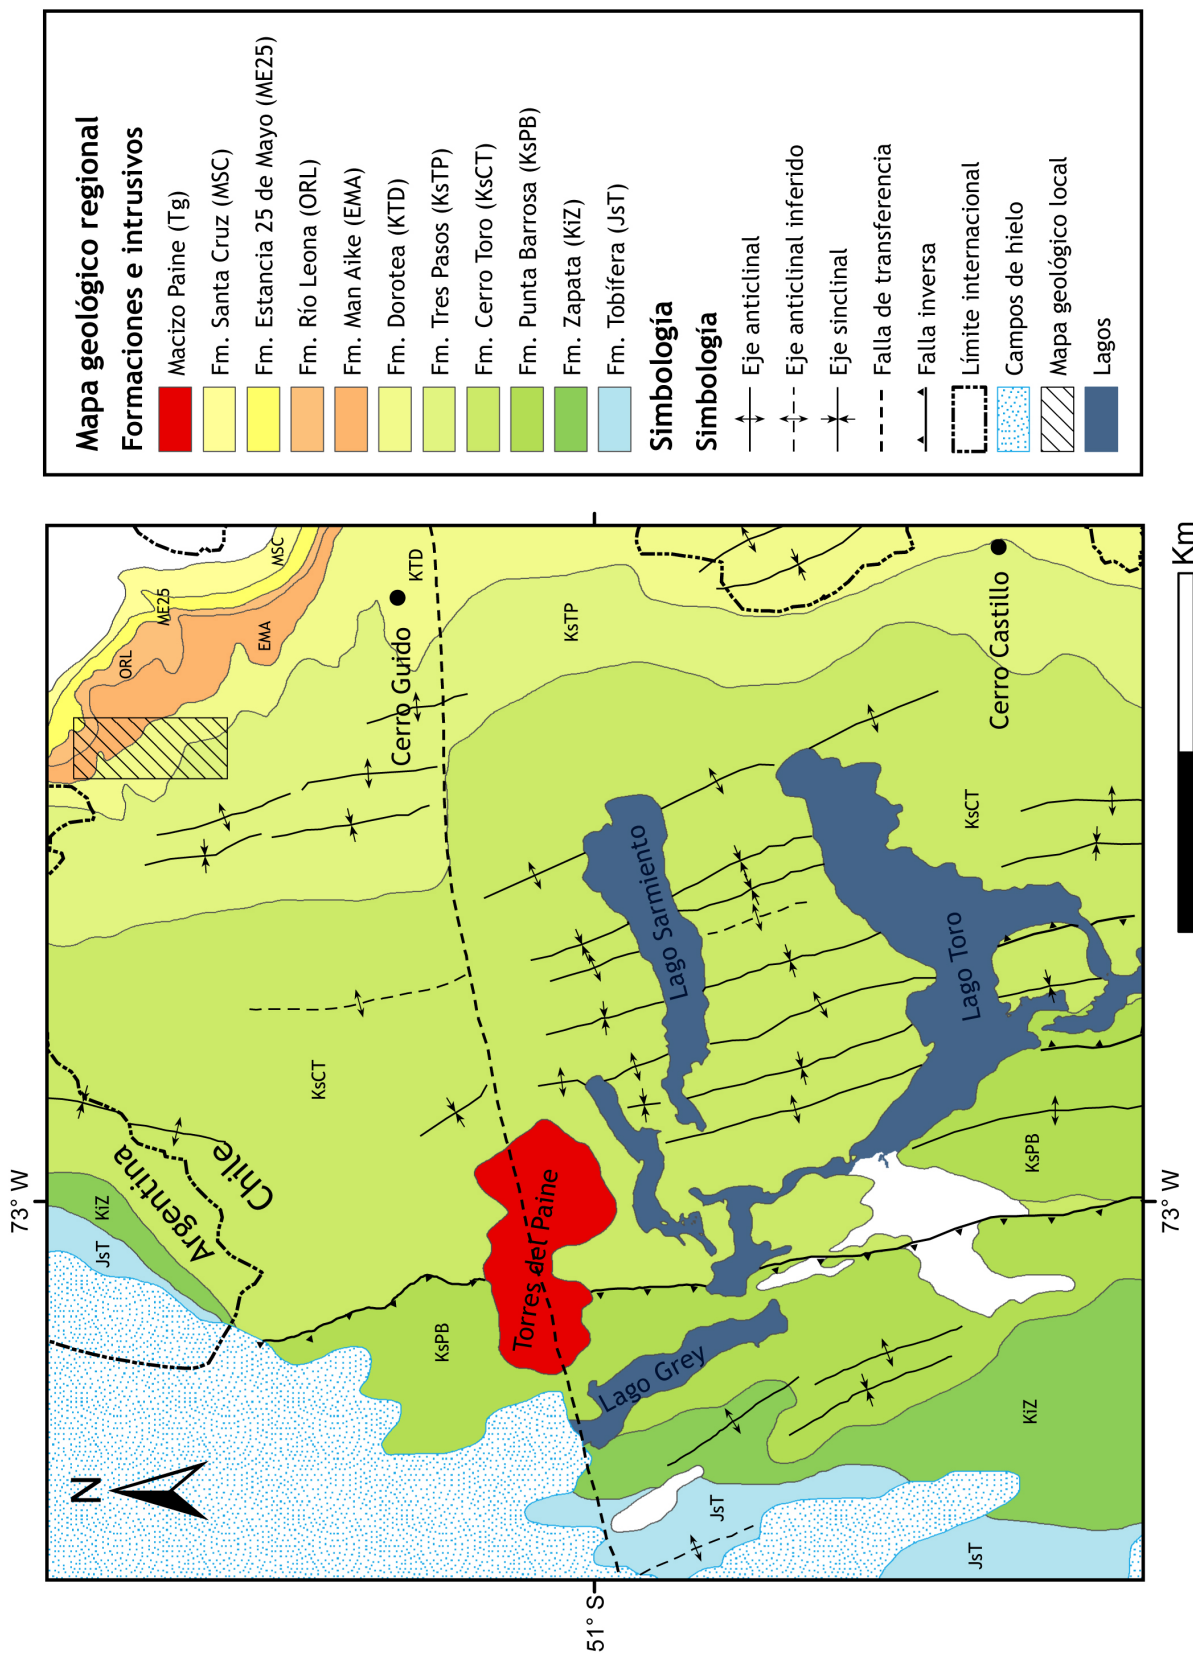 Mapa geológico regional
Formaciones e intrusivos
Macizo Paine (Tg)
Fm. Santa Cruz (MSC)
Fm. Estancia 25 de Mayo (ME25)
Fm. Río Leona (ORL)
Fm. Man Aike (EMA)
Fm. Dorotea (KTD)
Fm. Tres Pasos (KsTP)
Fm. Cerro Toro (KsCT)
Fm. Punta Barrosa (KsPB)
Fm. Zapata (KiZ)
Fm. Tobífera (JsT)
Simbología
Simbología
Eje anticlinal
Eje anticlinal inferido
Eje sinclinal
Falla de transferencia
Falla inversa
Límite internacional
Campos de hielo
Mapa geológico local
Lagos
73° W
N
JsT
KiZ
Argentina
Chile
KsCT
ORL
ME25
EMA
MSC
KTD
Cerro Guido
KsPB
Torres del Paine
KsTP
51° S
Lago Grey
Lago Sarmiento
JsT
Lago Toro
KsCT
Cerro Castillo
JsT
KiZ
KsPB
73° W
Km